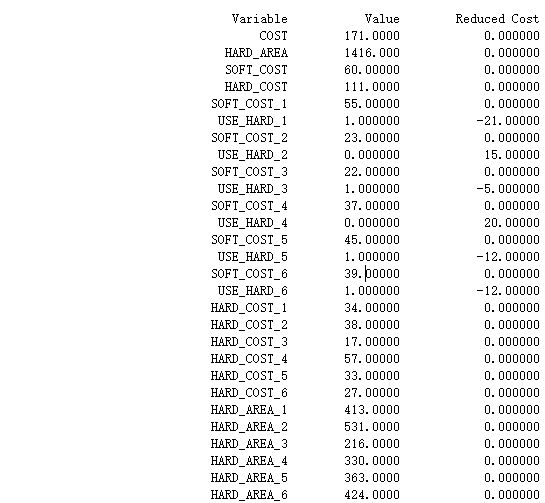 Variable Value Reduced Cost
COST 171.0000 0.000000
HARD_AREA 1416.000 0.000000
SOFT_COST 60.00000 0.000000
HARD_COST 111.0000 0.000000
SOFT_COST_1 55.00000 0.000000
USE_HARD_1 1.000000 -21.00000
SOFT_COST_2 23.00000 0.000000
USE_HARD_2 0.000000 15.00000
SOFT_COST_3 22.00000 0.000000
USE_HARD_3 1.000000 -5.000000
SOFT_COST_4 37.00000 0.000000
USE_HARD_4 0.000000 20.00000
SOFT_COST_5 45.00000 0.000000
USE_HARD_5 1.000000 -12.00000
SOFT_COST_6 39.00000 0.000000
USE_HARD_6 1.000000 -12.00000
HARD_COST_1 34.00000 0.000000
HARD_COST_2 38.00000 0.000000
HARD_COST_3 17.00000 0.000000
HARD_COST_4 57.00000 0.000000
HARD_COST_5 33.00000 0.000000
HARD_COST_6 27.00000 0.000000
HARD_AREA_1 413.0000 0.000000
HARD_AREA_2 531.0000 0.000000
HARD_AREA_3 216.0000 0.000000
HARD_AREA_4 330.0000 0.000000
HARD_AREA_5 363.0000 0.000000
HARD_AREA_6 424.0000 0.000000